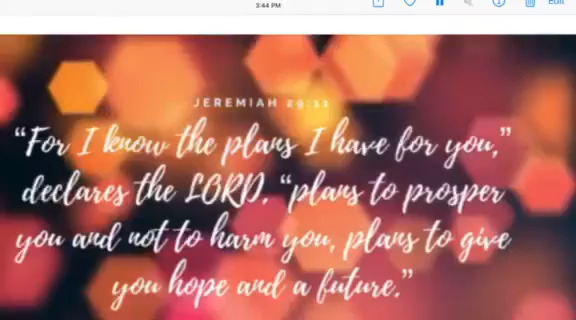 3:44 PM
Edit
JEREMIAH 29:11
“For I know the plans I have for you,”
declares the LORD, “plans to prosper
you and not to harm you, plans to give
you hope and a future.”